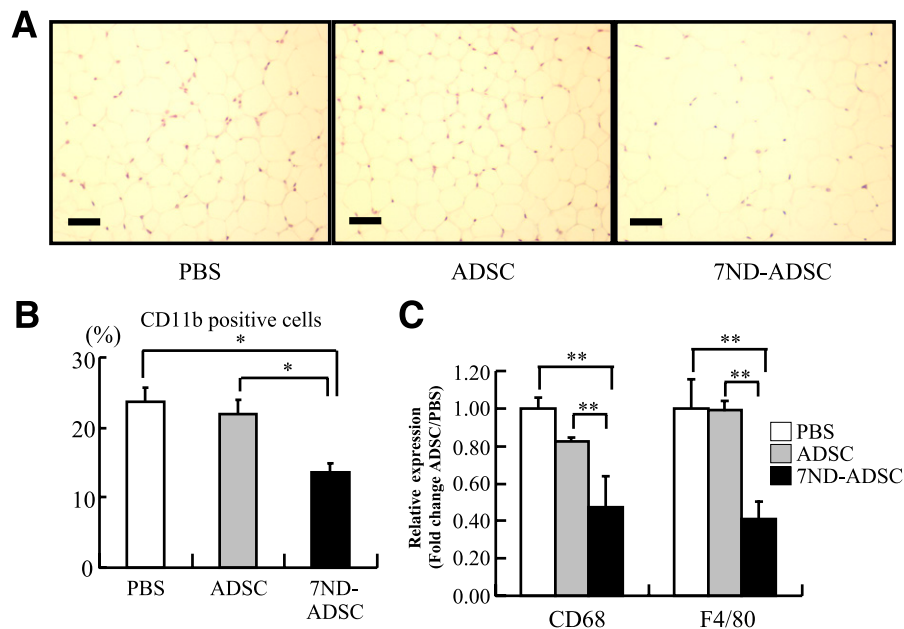 A
PBS
ADSC
7ND-ADSC
B
CD11b positive cells
(%)
*
*
30
20
10
0
PBS
ADSC
7ND-
ADSC
C
Relative expression
(Fold change ADSC/PBS)
**
**
**
**
1.20
1.00
0.80
0.60
0.40
0.20
0.00
CD68
F4/80
PBS
ADSC
7ND-ADSC